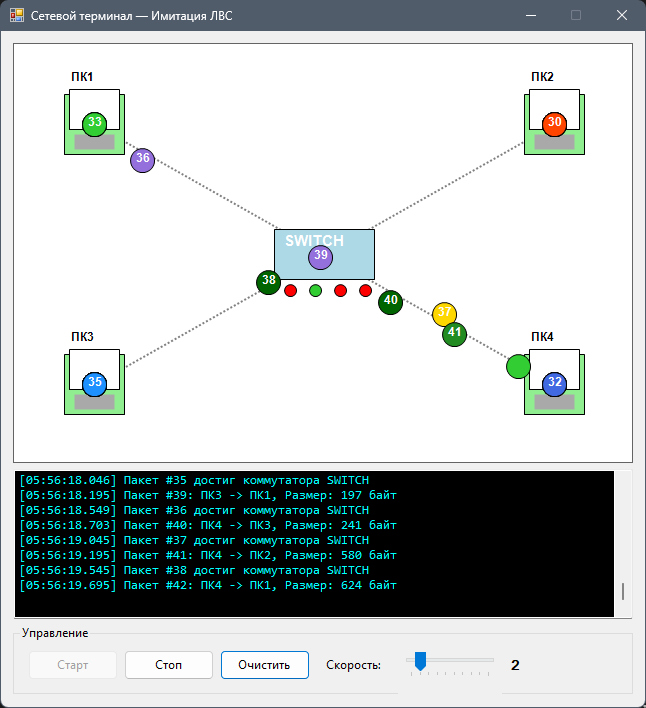 Сетевой терминал — Имитация ЛВС
ПК1
ПК2
33
30
36
SWITCH
39
38
40
37
41
ПК3
ПК4
35
32
[05:56:18.046] Пакет #35 достиг коммутатора SWITCH
[05:56:18.195] Пакет #39: ПК3 -> ПК1, Размер: 197 байт
[05:56:18.549] Пакет #36 достиг коммутатора SWITCH
[05:56:18.703] Пакет #40: ПК4 -> ПК3, Размер: 241 байт
[05:56:19.045] Пакет #37 достиг коммутатора SWITCH
[05:56:19.195] Пакет #41: ПК4 -> ПК2, Размер: 580 байт
[05:56:19.545] Пакет #38 достиг коммутатора SWITCH
[05:56:19.695] Пакет #42: ПК4 -> ПК1, Размер: 624 байт
Управление
Старт Стоп Очистить Скорость: 2